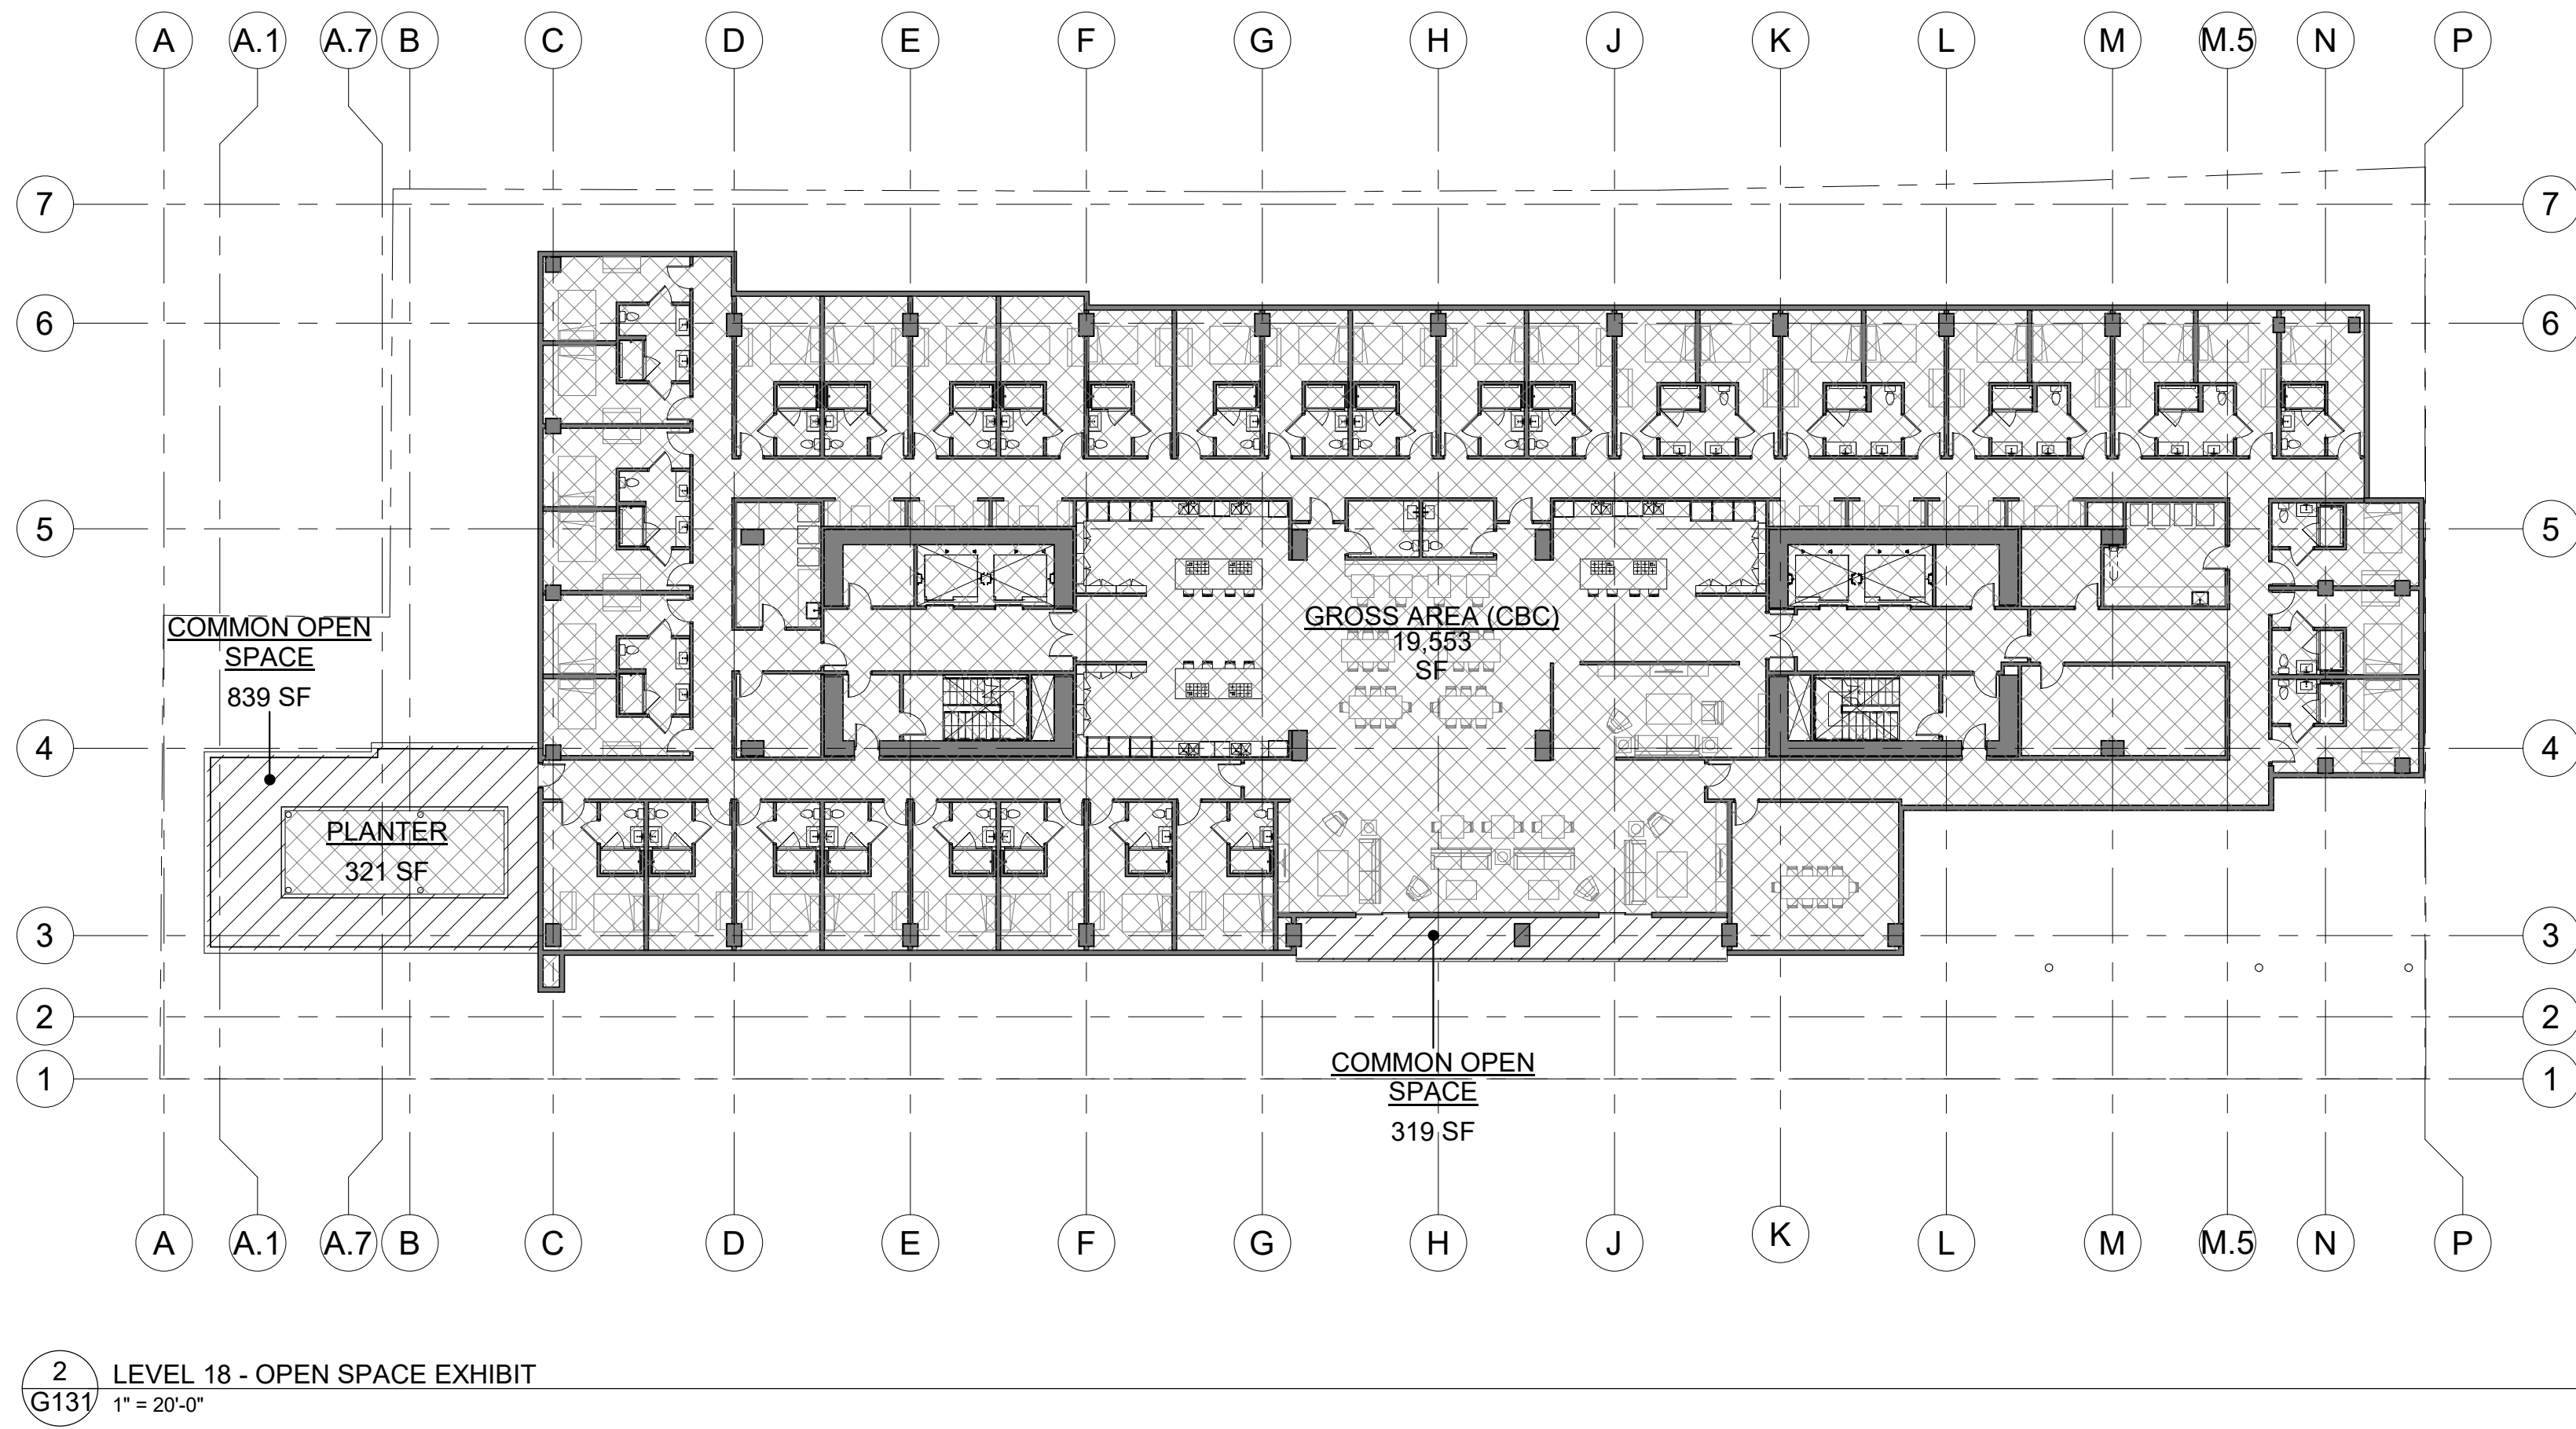 A A.1 A.7 B C D E F G H J K L M M.5 N P
7 7
6 6
5 5
GROSS AREA (CBC)
19,553
SF
COMMON OPEN
SPACE
839 SF
4 4
PLANTER
321 SF
3 3
2 2
COMMON OPEN
SPACE
319 SF
1 1
A A.1 A.7 B C D E F G H J K L M M.5 N P
2
G131
LEVEL 18 - OPEN SPACE EXHIBIT
1" = 20'-0"